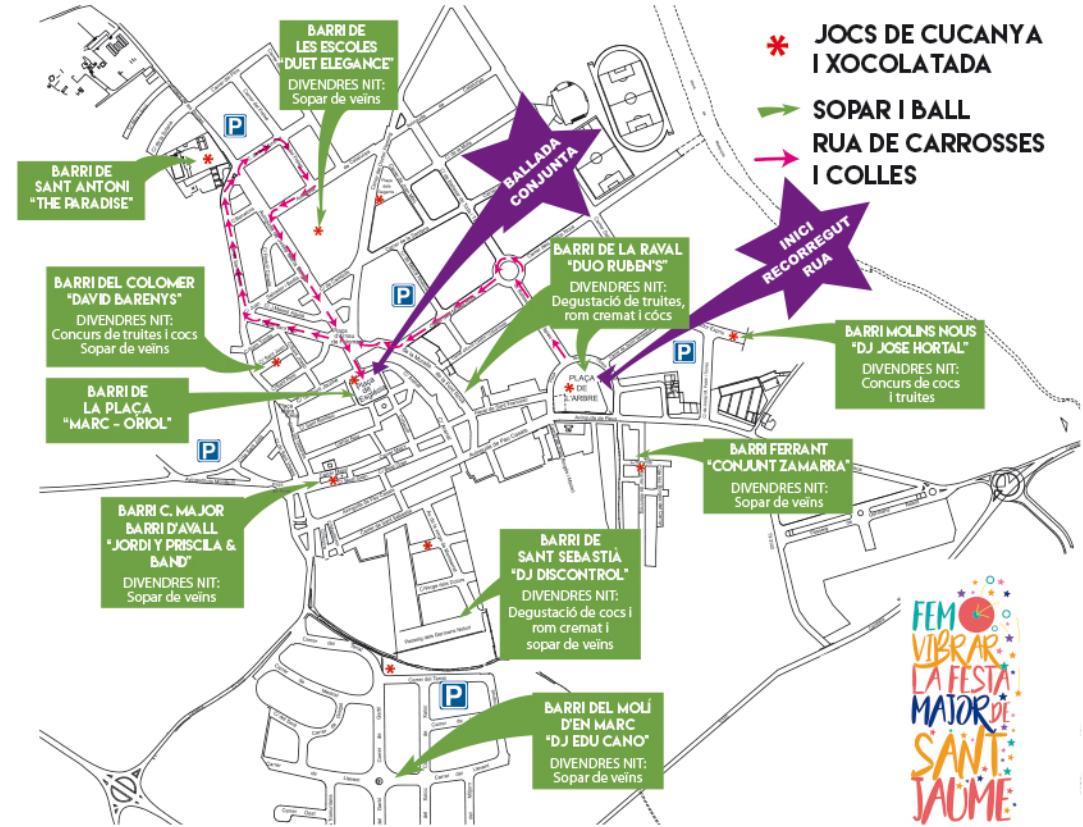 JOCS DE CUCANYA
I XOCOLATADA
SOPAR I BALL
RUA DE CARROSSES
I COLLES
BARRI DE
LES ESCOLES
"DUET ELEGANCE"
DIVENDRES NIT:
Sopar de veïns
P
BALLADA
CONJUNTA
BARRI DE
SANT ANTONI
"THE PARADISE"
INICI
RECORREGUT
RUA
BARRI DE LA RAVAL
"DUO RUBEN'S"
DIVENDRES NIT:
Degustació de truites,
rom cremat i cócs
BARRI DEL COLOMER
"DAVID BARENYS"
DIVENDRES NIT:
Concurs de truites i cocs
Sopar de veïns
P
BARRI MOLINS NOUS
"DJ JOSE HORTAL"
DIVENDRES NIT:
Concurs de cocs
i truites
P
BARRI DE
LA PLAÇA
"MARC - ORIOL"
Plaça
de
Església
PLAÇA
DE
L'ARBRE
P
BARRI FERRANT
"CONJUNT ZAMARRA"
DIVENDRES NIT:
Sopar de veïns
BARRI C. MAJOR
BARRI D'AVALL
"JORDI Y PRISCILA &
BAND"
DIVENDRES NIT:
Sopar de veïns
BARRI DE
SANT SEBASTIÀ
"DJ DISCONTROL"
DIVENDRES NIT:
Degustació de cocs i
rom cremat i
sopar de veïns
P
BARRI DEL MOLÍ
D'EN MARC
"DJ EDU CANO"
DIVENDRES NIT:
Sopar de veïns
FEM
VIBRAR
LA FESTA
MAJOR DE
SANT
JAUME